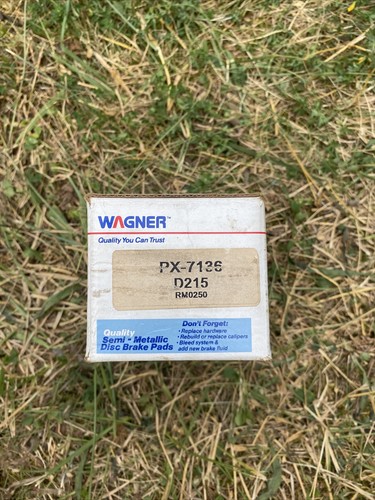 WAGNER™
Quality You Can Trust
PX-7136
D215
RM0250
Quality
Semi - Metallic
Disc Brake Pads
Don't Forget:
• Replace hardware
• Rebuild or replace calipers
• Bleed system &
add new brake fluid